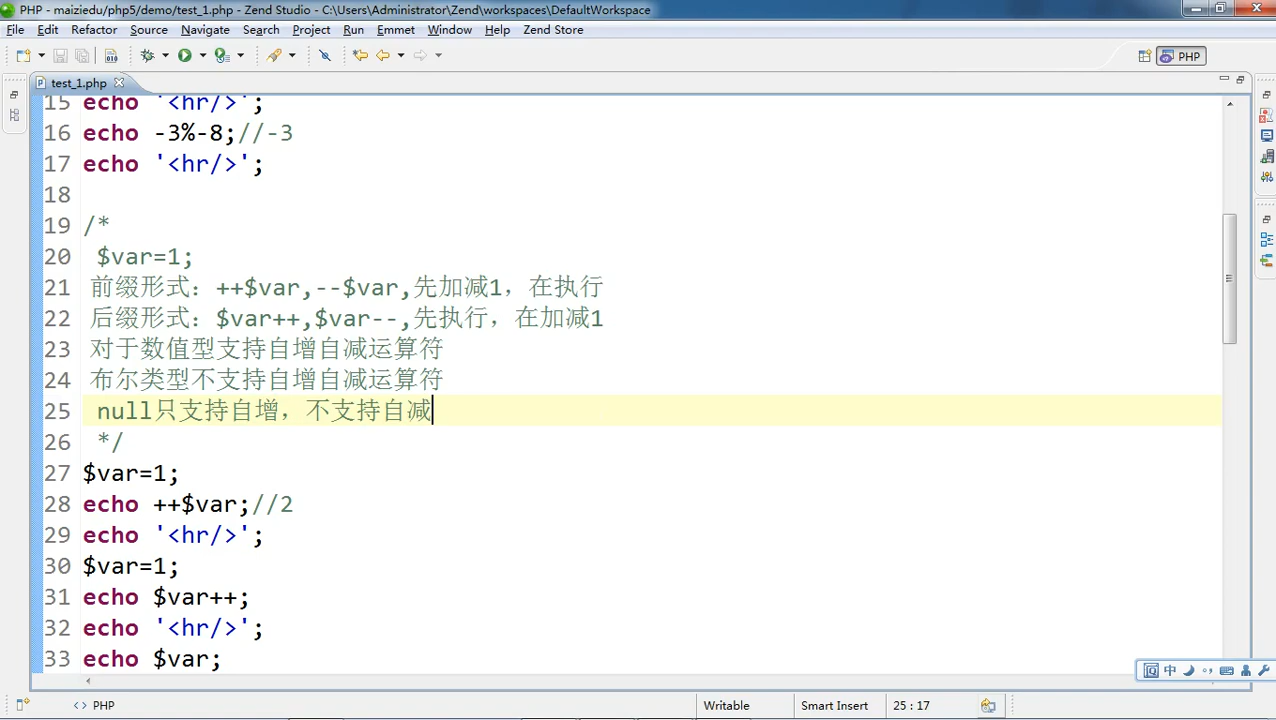 PHP - maiziedu/php5/demo/test_1.php - Zend Studio - C:\Users\Administrator\Zend\workspaces\DefaultWorkspace
File Edit Refactor Source Navigate Search Project Run Emmet Window Help Zend Store
PHP
test_1.php
15 echo '<hr/>';
16 echo -3%-8;//-3
17 echo '<hr/>';
18
19 /*
20 $var=1;
21 前缀形式：++$var,--$var,先加减1，在执行
22 后缀形式：$var++,$var--,先执行，在加减1
23 对于数值型支持自增自减运算符
24 布尔类型不支持自增自减运算符
25 null只支持自增，不支持自减
26 */
27 $var=1;
28 echo ++$var;//2
29 echo '<hr/>';
30 $var=1;
31 echo $var++;
32 echo '<hr/>';
33 echo $var;
中
<> PHP Writable Smart Insert 25 : 17